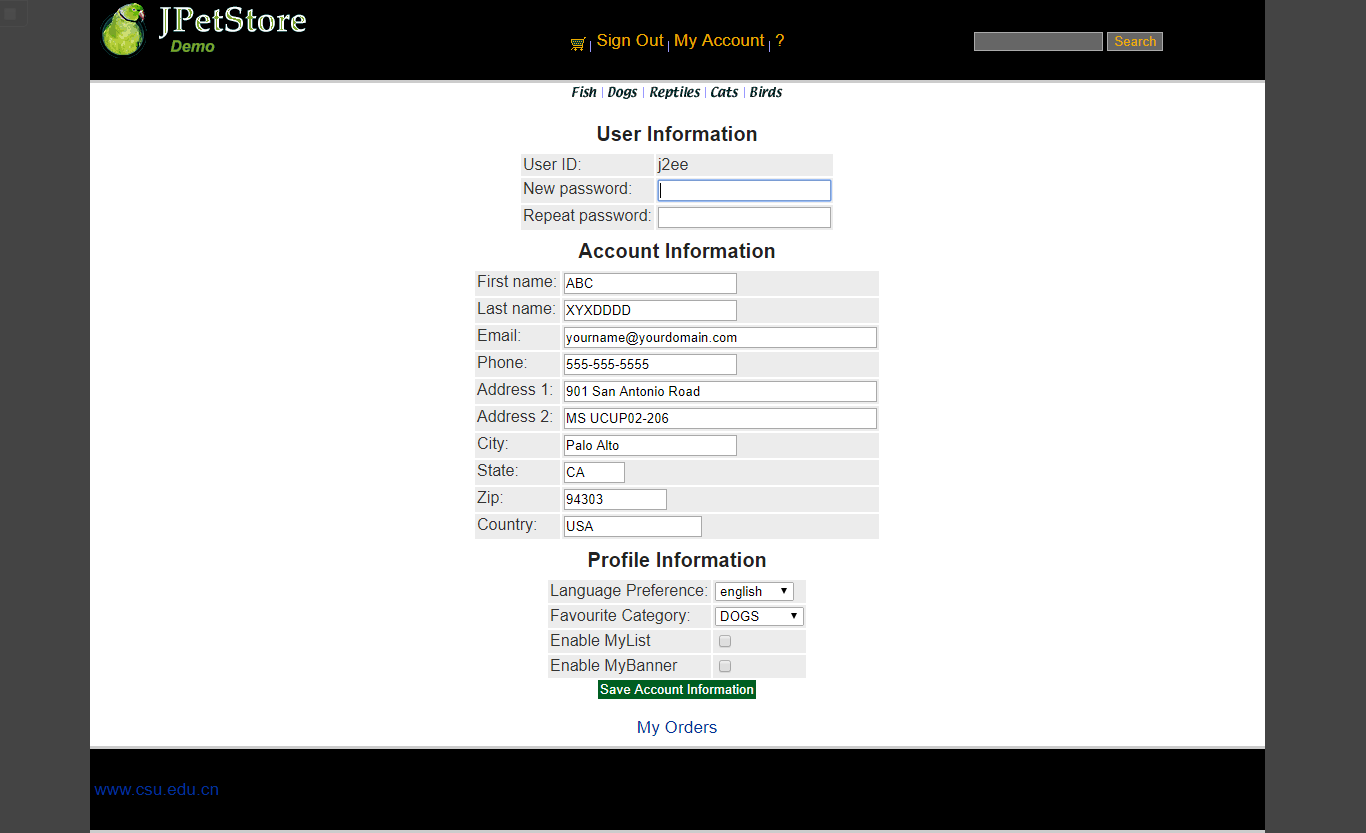 JPetStore
Demo
Sign Out My Account ?
Search
Fish | Dogs | Reptiles | Cats | Birds
User Information
User ID: j2ee
New password:
Repeat password:
Account Information
First name: ABC
Last name: XYXDDDD
Email: yourname@yourdomain.com
Phone: 555-555-5555
Address 1: 901 San Antonio Road
Address 2: MS UCUP02-206
City: Palo Alto
State: CA
Zip: 94303
Country: USA
Profile Information
Language Preference: english
Favourite Category: DOGS
Enable MyList
Enable MyBanner
Save Account Information
My Orders
www.csu.edu.cn